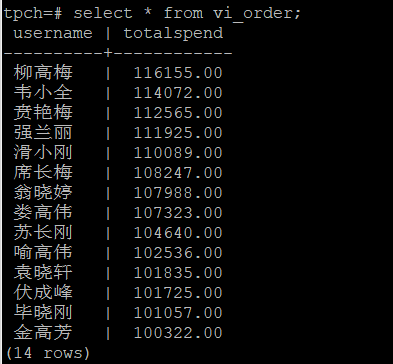 tpch=# select * from vi_order;
username | totalspend
----------+------------
柳高梅 | 116155.00
韦小全 | 114072.00
贲艳梅 | 112565.00
强兰丽 | 111925.00
滑小刚 | 110089.00
席长梅 | 108247.00
翁晓婷 | 107988.00
娄高伟 | 107323.00
苏长刚 | 104640.00
喻高伟 | 102536.00
袁晓轩 | 101835.00
伏成峰 | 101725.00
毕晓刚 | 101057.00
金高芳 | 100322.00
(14 rows)